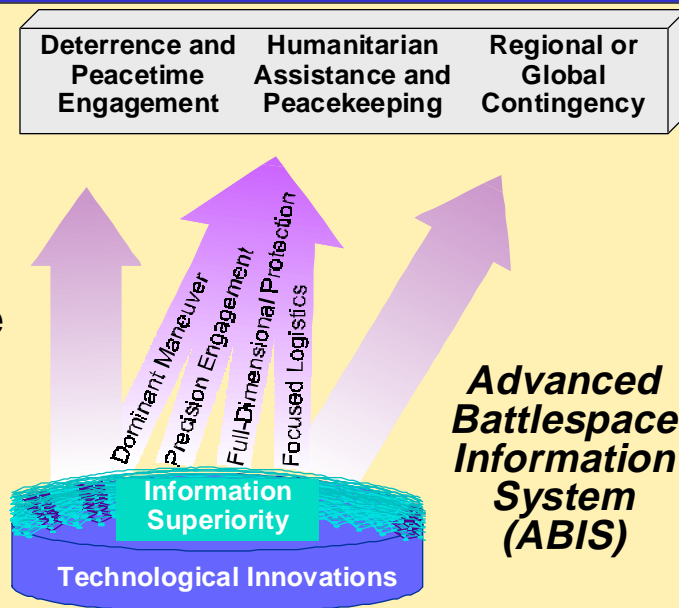 Deterrence and
Peacetime
Engagement
Humanitarian
Assistance and
Peacekeeping
Regional or
Global
Contingency
Dominant Maneuver
Precision Engagement
Full-Dimensional Protection
Focused Logistics
Advanced
Battlespace
Information
System
(ABIS)
Information
Superiority
Technological Innovations